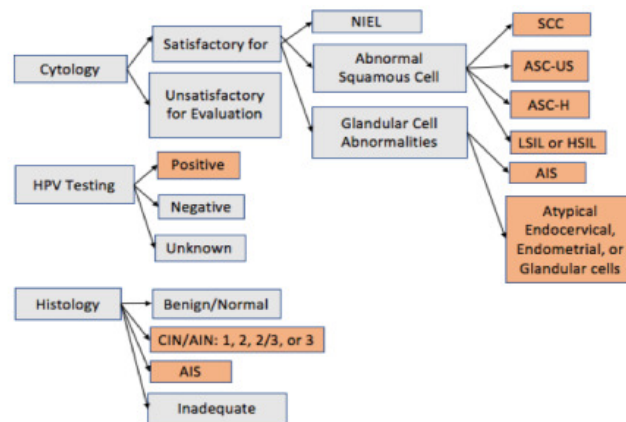 Cytology
Satisfactory for
Unsatisfactory
for Evaluation
NIEL
Abnormal
Squamous Cell
Glandular Cell
Abnormalities
SCC
ASC-US
ASC-H
LSIL or HSIL
AIS
Atypical
Endocervical,
Endometrial, or
Glandular cells
HPV Testing
Positive
Negative
Unknown
Histology
Benign/Normal
CIN/AIN: 1, 2, 2/3, or 3
AIS
Inadequate